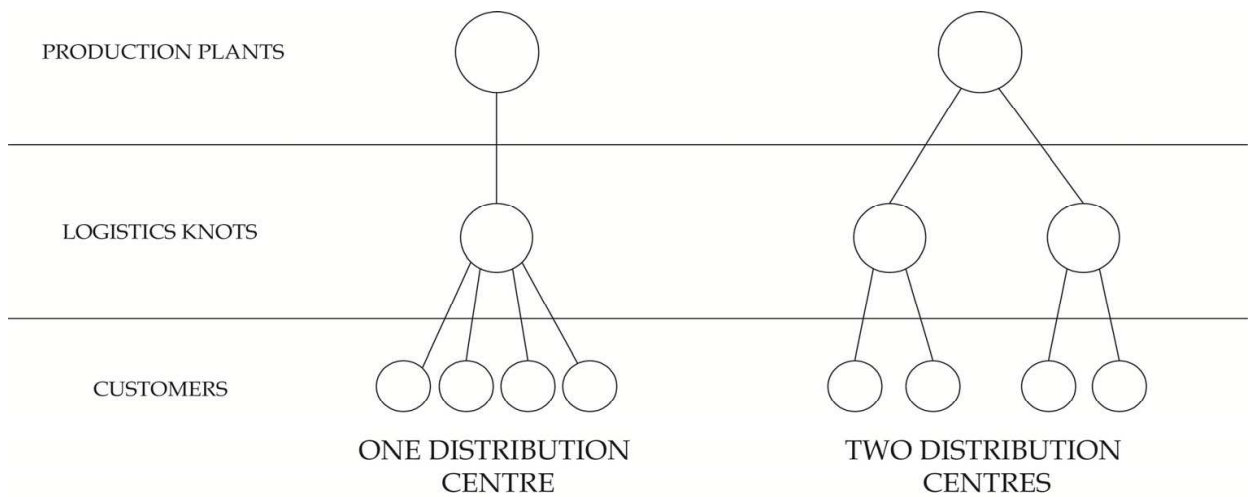 PRODUCTION PLANTS
LOGISTICS KNOTS
CUSTOMERS
ONE DISTRIBUTION
CENTRE
TWO DISTRIBUTION
CENTRES